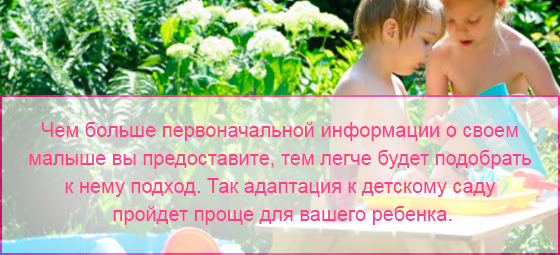 Чем больше первоначальной информации о своем
малыше вы предоставите, тем легче будет подобрать
к нему подход. Так адаптация к детскому саду
пройдет проще для вашего ребенка.